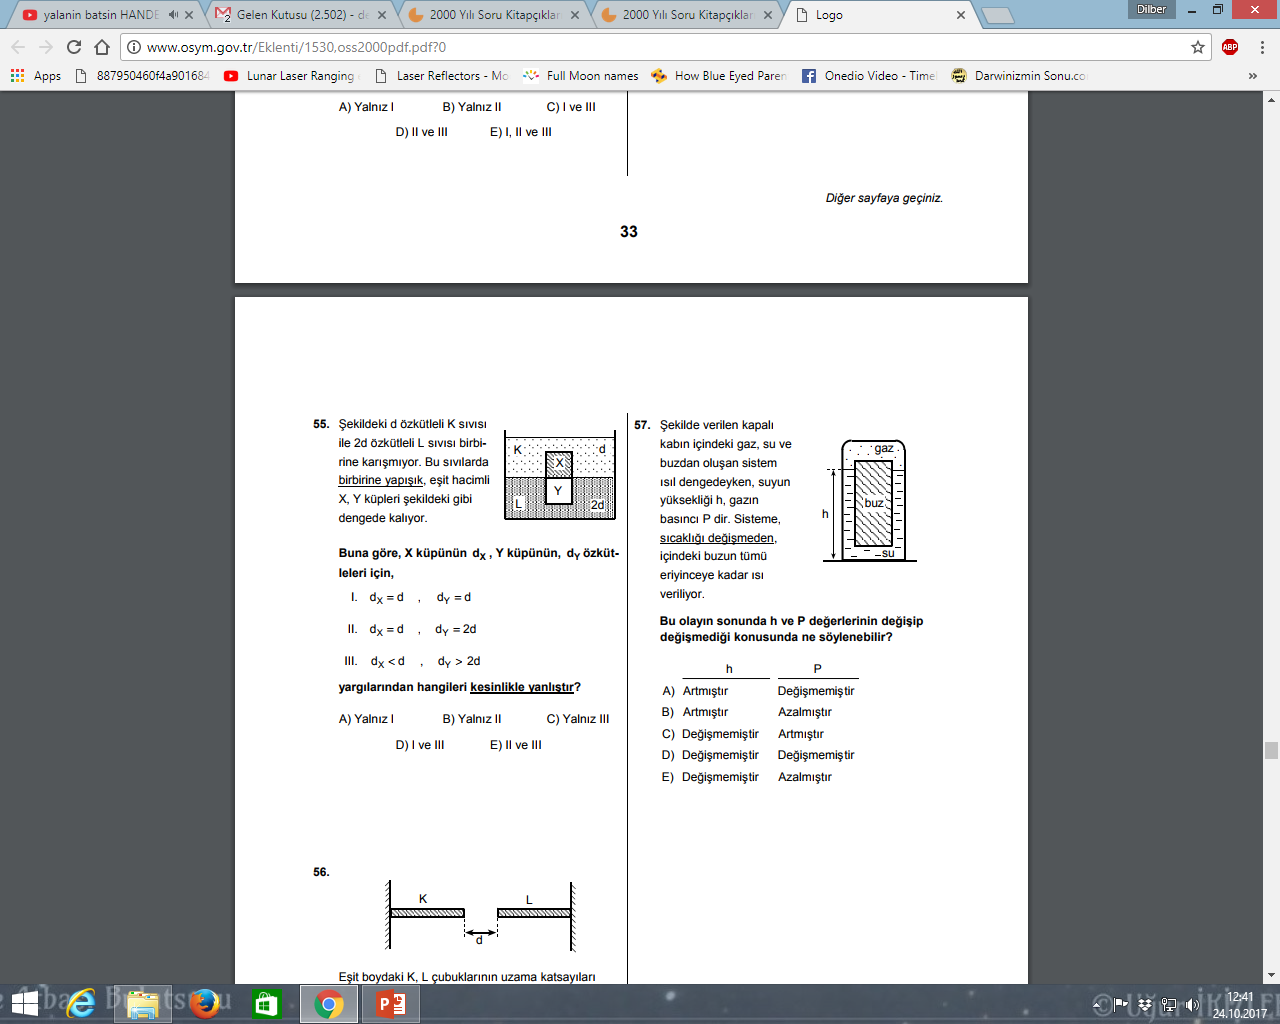 yalanin batsin HANDE
Gelen Kutusu (2.502) - de
2000 Yılı Soru Kitapçıklar
2000 Yılı Soru Kitapçıklar
Logo
Dilber
www.osym.gov.tr/Eklenti/1530,oss2000pdf.pdf?0
ABP
Apps
887950460f4a901684
Lunar Laser Ranging
Laser Reflectors - Mo
Full Moon names
How Blue Eyed Paren
Onedio Video - Timel
Darwinizmin Sonu.co
»
A) Yalnız I B) Yalnız II C) I ve III
D) II ve III E) I, II ve III
Diğer sayfaya geçiniz.
33
55. Şekildeki d özkütleli K sıvısı
ile 2d özkütleli L sıvısı birbi-
rine karışmıyor. Bu sıvılarda
birbirine yapışık, eşit hacimli
X, Y küpleri şekildeki gibi
dengede kalıyor.
K d
X
Y
L 2d
Buna göre, X küpünün dX , Y küpünün, dY özküt-
leleri için,
I. dX = d , dY = d
II. dX = d , dY = 2d
III. dX < d , dY > 2d
yargılarından hangileri kesinlikle yanlıştır?
A) Yalnız I B) Yalnız II C) Yalnız III
D) I ve III E) II ve III
56.
K L
d
Eşit boydaki K, L çubuklarının uzama katsayıları
57. Şekilde verilen kapalı
kabın içindeki gaz, su ve
buzdan oluşan sistem
ısıl dengedeyken, suyun
yüksekliği h, gazın
basıncı P dir. Sisteme,
sıcaklığı değişmeden,
içindeki buzun tümü
eriyinceye kadar ısı
veriliyor.
gaz
buz
h
su
Bu olayın sonunda h ve P değerlerinin değişip
değişmediği konusunda ne söylenebilir?
h P
A) Artmıştır Değişmemiştir
B) Artmıştır Azalmıştır
C) Değişmemiştir Artmıştır
D) Değişmemiştir Değişmemiştir
E) Değişmemiştir Azalmıştır
12:41
24.10.2017